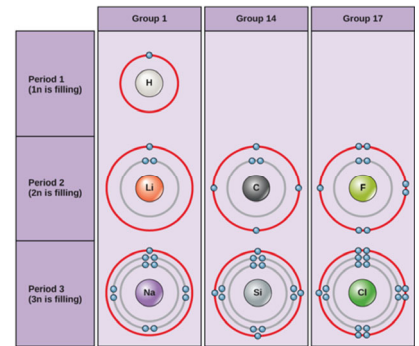 Group 1
Group 14
Group 17
Period 1
(1n is filling)
H
Period 2
(2n is filling)
Li
C
F
Period 3
(3n is filling)
Na
Si
Cl